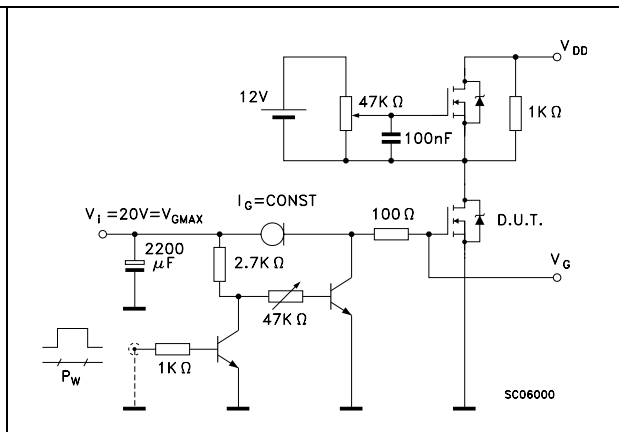 V DD
12V
47K Ω
1K Ω
100nF
I G =CONST
V i =20V=V GMAX
100 Ω
D.U.T.
2200
μF
2.7K Ω
V G
47K Ω
1K Ω
P W
SC06000